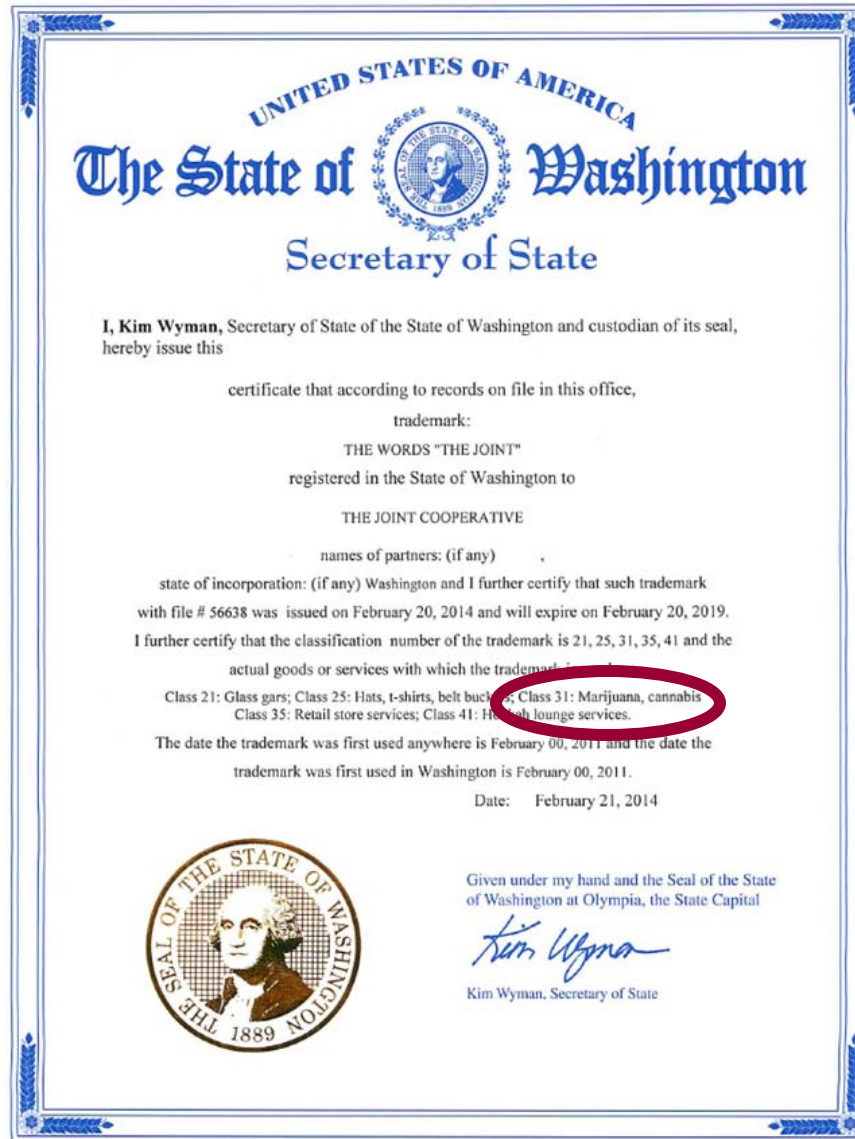 UNITED STATES OF AMERICA
The State of Washington
THE SEAL OF THE STATE OF WASHINGTON
1889
Secretary of State
I, Kim Wyman, Secretary of State of the State of Washington and custodian of its seal,
hereby issue this
certificate that according to records on file in this office,
trademark:
THE WORDS "THE JOINT"
registered in the State of Washington to
THE JOINT COOPERATIVE
names of partners: (if any) ,
state of incorporation: (if any) Washington and I further certify that such trademark
with file # 56638 was issued on February 20, 2014 and will expire on February 20, 2019.
I further certify that the classification number of the trademark is 21, 25, 31, 35, 41 and the
actual goods or services with which the trademark
Class 21: Glass gars; Class 25: Hats, t-shirts, belt ; Class 31: Marijuana, cannabis
Class 35: Retail store services; Class 41: lounge services.
The date the trademark was first used anywhere is February 00, 2011 and the date the
trademark was first used in Washington is February 00, 2011.
Date: February 21, 2014
THE SEAL OF THE STATE OF WASHINGTON
1889
Given under my hand and the Seal of the State
of Washington at Olympia, the State Capital
Kim Wyman
Kim Wyman, Secretary of State